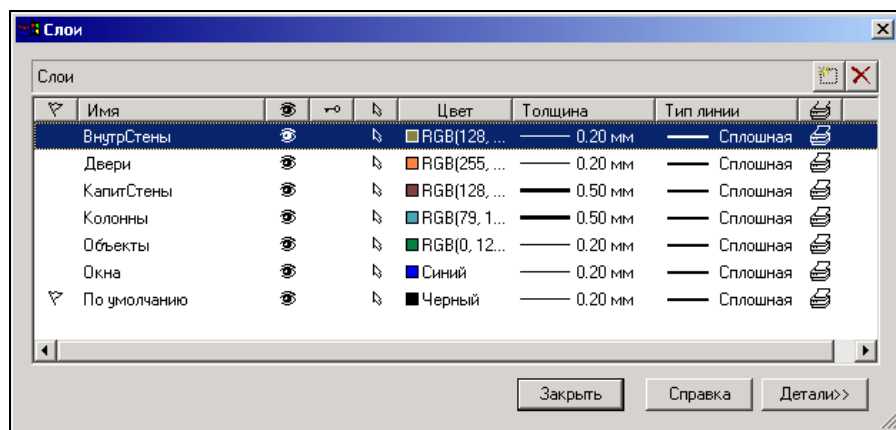 Слои
Слои
Имя Цвет Толщина Тип линии
ВнутрСтены RGB(128, ... 0.20 мм Сплошная
Двери RGB(255, ... 0.20 мм Сплошная
КапитСтены RGB(128, ... 0.50 мм Сплошная
Колонны RGB(79, 1... 0.50 мм Сплошная
Объекты RGB(0, 12... 0.20 мм Сплошная
Окна Синий 0.20 мм Сплошная
По умолчанию Черный 0.20 мм Сплошная
Закрыть Справка Детали>>